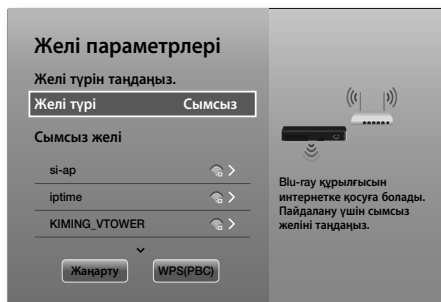 Желі параметрлері
Желі түрін таңдаңыз.
Желі түрі Сымсыз
Сымсыз желі
si-ap
iptime
KIMING_VTOWER
Жаңарту WPS(PBC)
Blu-ray құрылғысын
интернетке қосуға болады.
Пайдалану үшін сымсыз
желіні таңдаңыз.